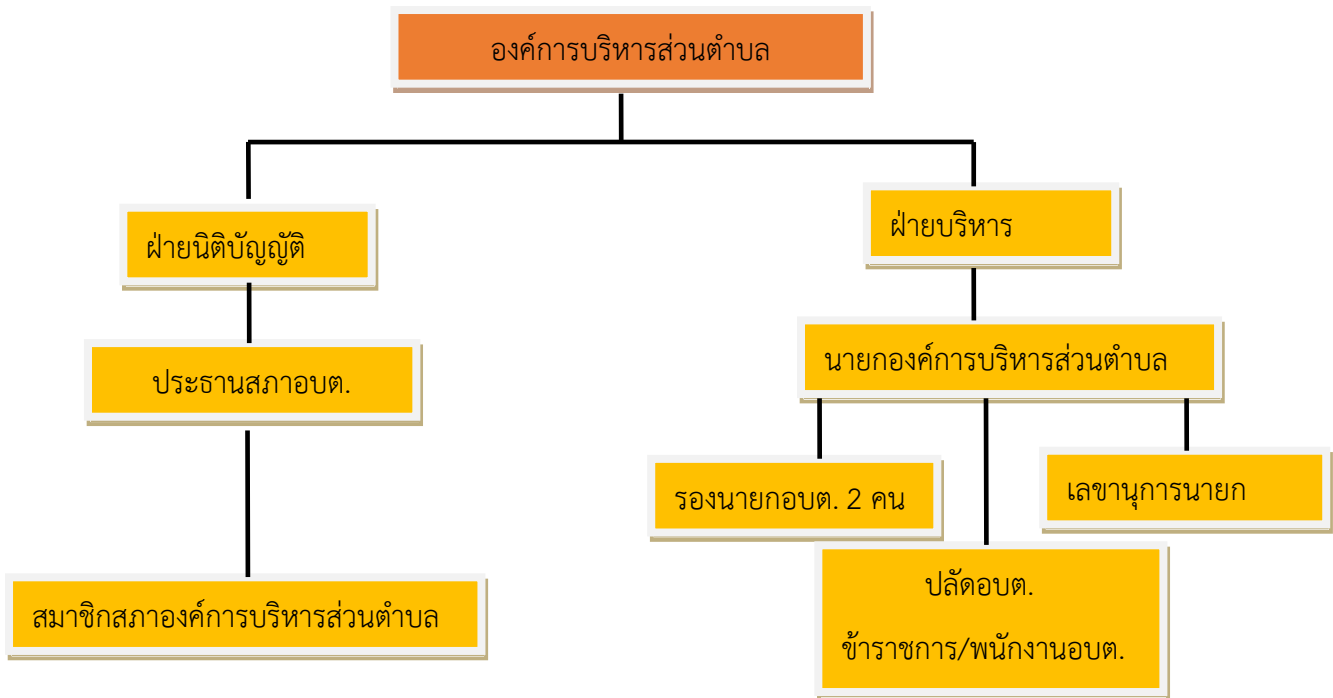 องค์การบริหารส่วนตำบล
ฝ่ายนิติบัญญัติ
ฝ่ายบริหาร
ประธานสภาอบต.
นายกองค์การบริหารส่วนตำบล
รองนายกอบต. 2 คน
เลขานุการนายก
สมาชิกสภาองค์การบริหารส่วนตำบล
ปลัดอบต.
ข้าราชการ/พนักงานอบต.